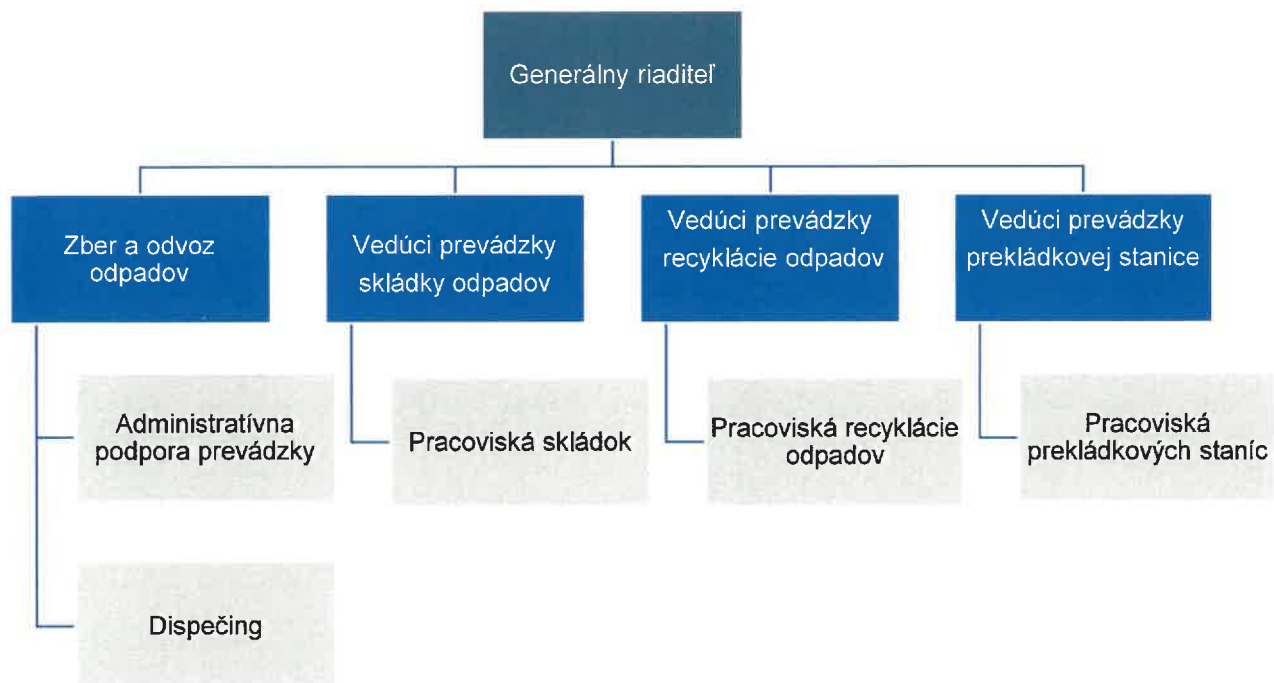 Generálny riaditeľ
Zber a odvoz
odpadov
Vedúci prevádzky
skládky odpadov
Vedúci prevádzky
recyklácie odpadov
Vedúci prevádzky
prekládkovej stanice
Administratívna
podpora prevádzky
Pracoviská skládok
Pracoviská recyklácie
odpadov
Pracoviská
prekládkových staníc
Dispečing